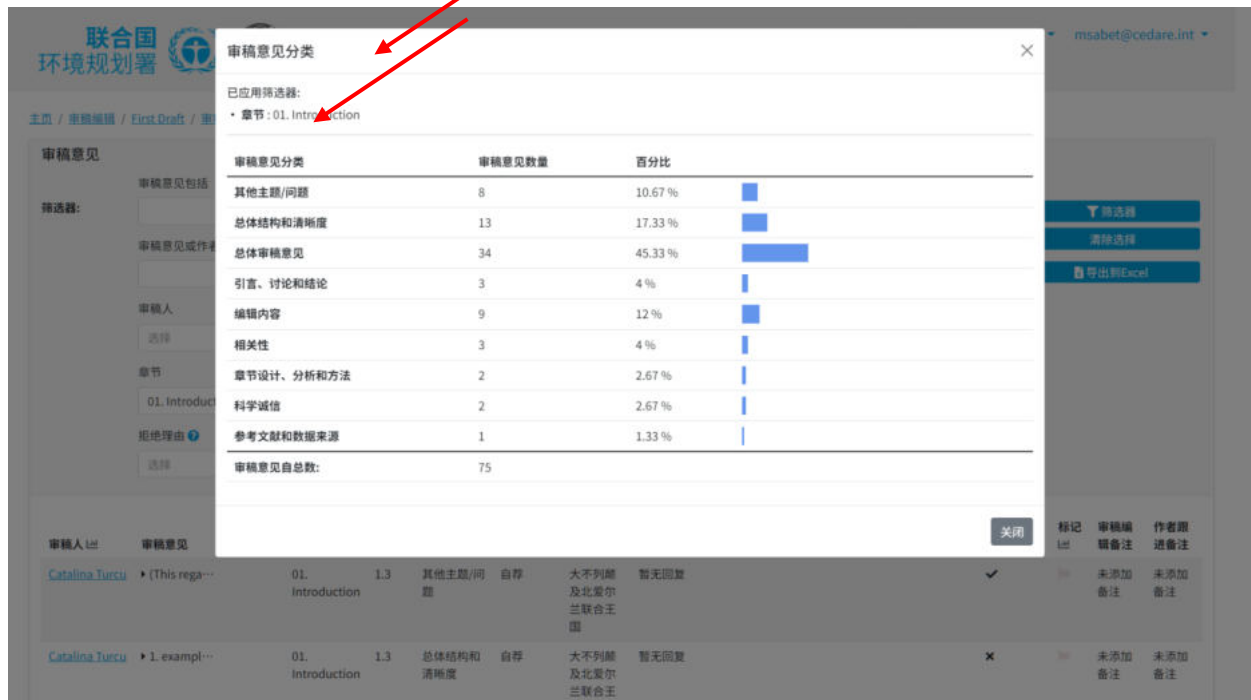 联合国
环境规划署
msabet@cedare.int
主页 / 审稿编辑 / First Draft / 审
审稿意见分类
×
已应用筛选器:
• 章节 : 01. Introduction
审稿意见分类 审稿意见数量 百分比
其他主题/问题 8 10.67 %
总体结构和清晰度 13 17.33 %
总体审稿意见 34 45.33 %
引言、讨论和结论 3 4 %
编辑内容 9 12 %
相关性 3 4 %
章节设计、分析和方法 2 2.67 %
科学诚信 2 2.67 %
参考文献和数据来源 1 1.33 %
审稿意见自总数: 75
关闭
审稿意见
审稿意见包括
筛选器:
审稿意见或作者
审稿人
选择
章节
01. Introduct
拒绝理由
选择
筛选器
清除选择
导出到Excel
审稿人 审稿意见 标记 审稿编辑备注 作者跟进备注
Catalina Turcu (This rega… 01. Introduction 1.3 其他主题/问题 自荐 大不列颠及北爱尔兰联合王国 暂无回复 ✔ 未添加备注 未添加备注
Catalina Turcu 1. exampl… 01. Introduction 1.3 总体结构和清晰度 自荐 大不列颠及北爱尔兰联合王 暂无回复 × 未添加备注 未添加备注